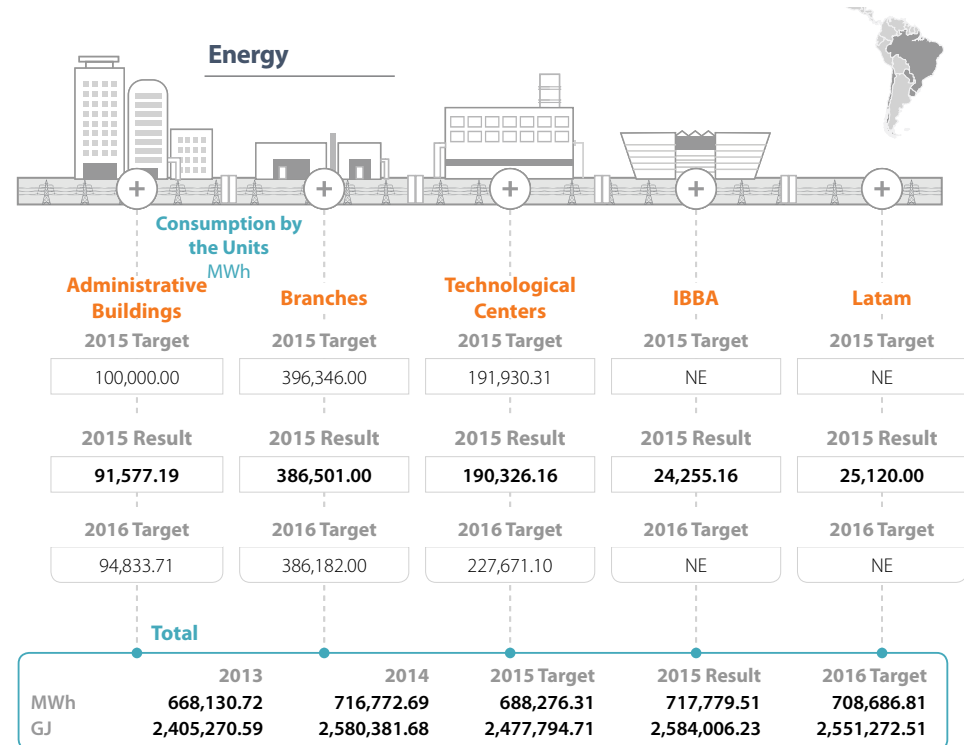 Energy
Consumption by
the Units
MWh
Administrative
Buildings
Branches
Technological
Centers
IBBA
Latam
2015 Target 2015 Target 2015 Target 2015 Target 2015 Target
100,000.00 396,346.00 191,930.31 NE NE
2015 Result 2015 Result 2015 Result 2015 Result 2015 Result
91,577.19 386,501.00 190,326.16 24,255.16 25,120.00
2016 Target 2016 Target 2016 Target 2016 Target 2016 Target
94,833.71 386,182.00 227,671.10 NE NE
Total
2013 2014 2015 Target 2015 Result 2016 Target
MWh 668,130.72 716,772.69 688,276.31 717,779.51 708,686.81
GJ 2,405,270.59 2,580,381.68 2,477,794.71 2,584,006.23 2,551,272.51